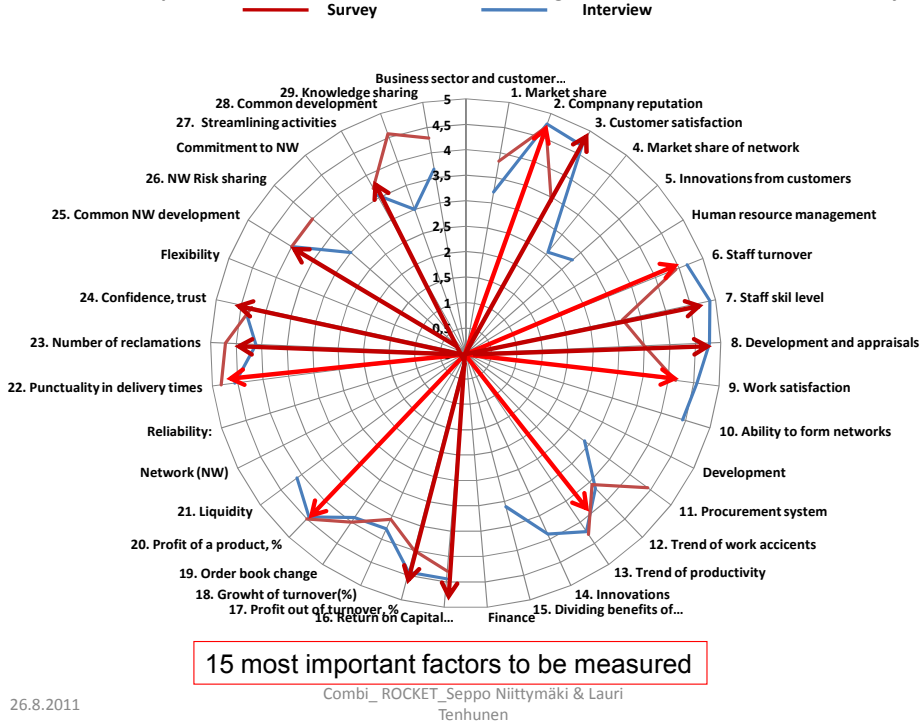 Survey
Interview
Business sector and customer…
1. Market share
2. Compnany reputation
3. Customer satisfaction
4. Market share of network
5. Innovations from customers
Human resource management
6. Staff turnover
7. Staff skil level
8. Development and appraisals
9. Work satisfaction
10. Ability to form networks
Development
11. Procurement system
12. Trend of work accicents
13. Trend of productivity
14. Innovations
15. Dividing benefits of…
Finance
16. Return on Capital…
17. Profit out of turnover, %
18. Growht of turnover(%)
19. Order book change
20. Profit of a product, %
21. Liquidity
Network (NW)
Reliability:
22. Punctuality in delivery times
23. Number of reclamations
24. Confidence, trust
Flexibility
25. Common NW development
26. NW Risk sharing
Commitment to NW
27. Streamlining activities
28. Common development
29. Knowledge sharing
5
4,5
4
3,5
3
2,5
2
1,5
1
15 most important factors to be measured
26.8.2011
Combi_ ROCKET_Seppo Niittymäki & Lauri
Tenhunen